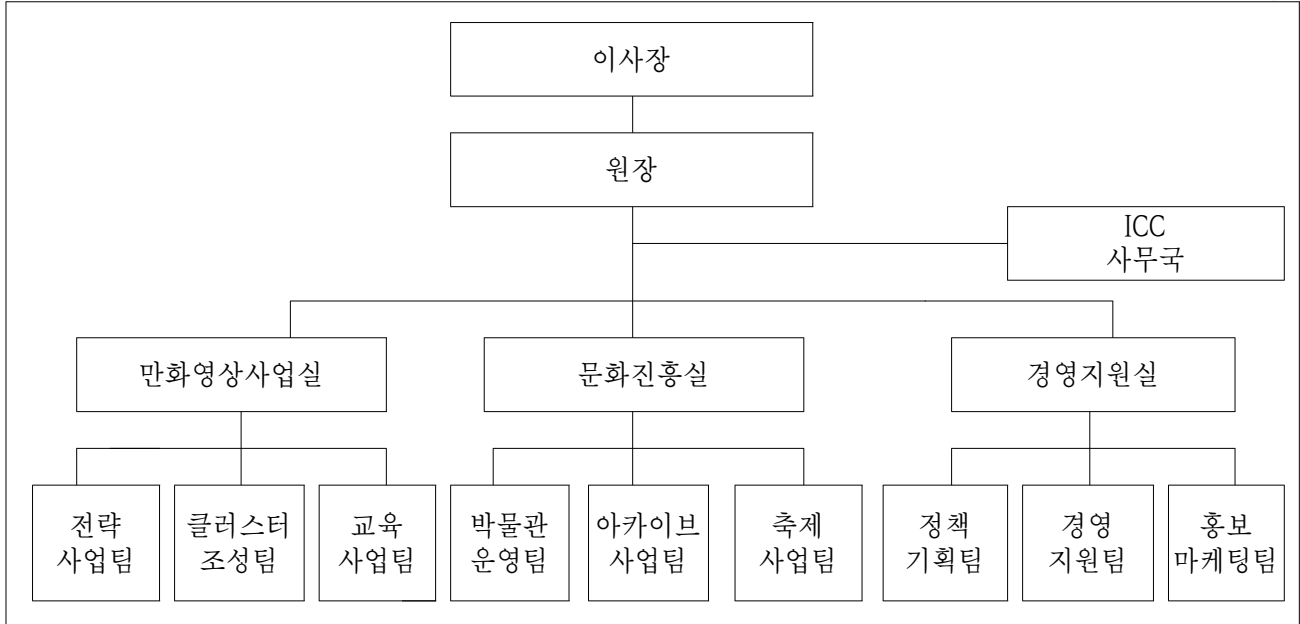 이사장
원장
ICC
사무국
만화영상사업실
문화진흥실
경영지원실
전략
사업팀
클러스터
조성팀
교육
사업팀
박물관
운영팀
아카이브
사업팀
축제
사업팀
정책
기획팀
경영
지원팀
홍보
마케팅팀